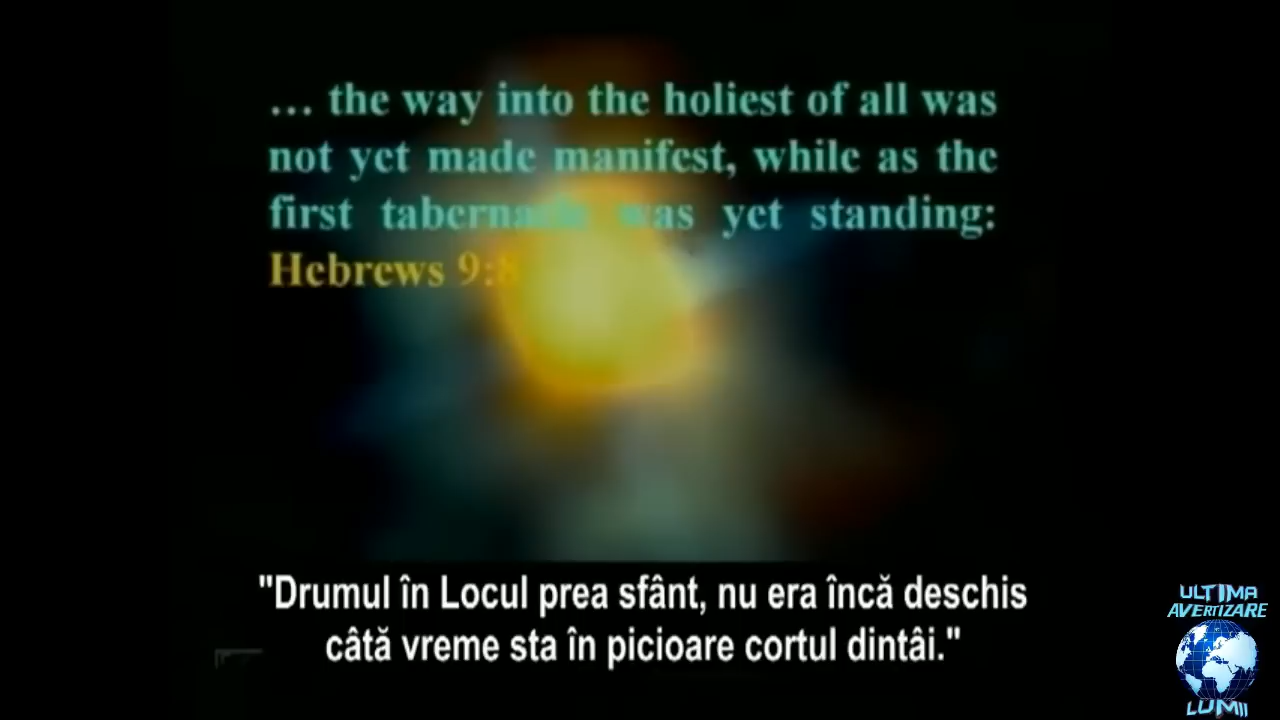 ... the way into the holiest of all was
not yet made manifest, while as the
first tabernacle was yet standing:
Hebrews 9:8
"Drumul în Locul prea sfânt, nu era încă deschis
câtă vreme sta în picioare cortul dintâi."
ULTIMA
AVERTIZARE
LUMII